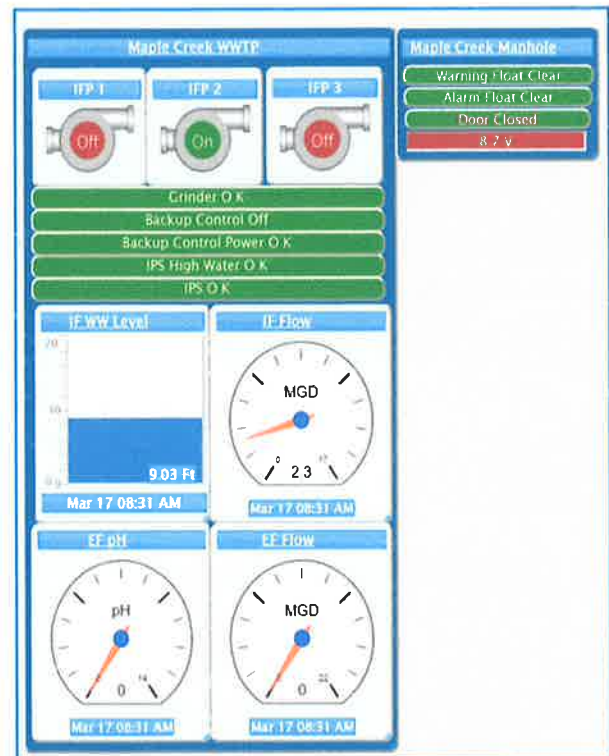 Maple Creek WWTP
IFP 1
IFP 2
IFP 3
Off
On
Off
Grinder O K
Backup Control Off
Backup Control Power O K
IPS High Water O K
IPS O K
IF WW Level
20
10
0.0
9.03 Ft
Mar 17 08:31 AM
IF Flow
MGD
0
2.3
Mar 17 08:31 AM
EF pH
pH
14
0
Mar 17 08:31 AM
EF Flow
MGD
0
Mar 17 08:31 AM
Maple Creek Manhole
Warning Float Clear
Alarm Float Clear
Door Closed
8.7 V